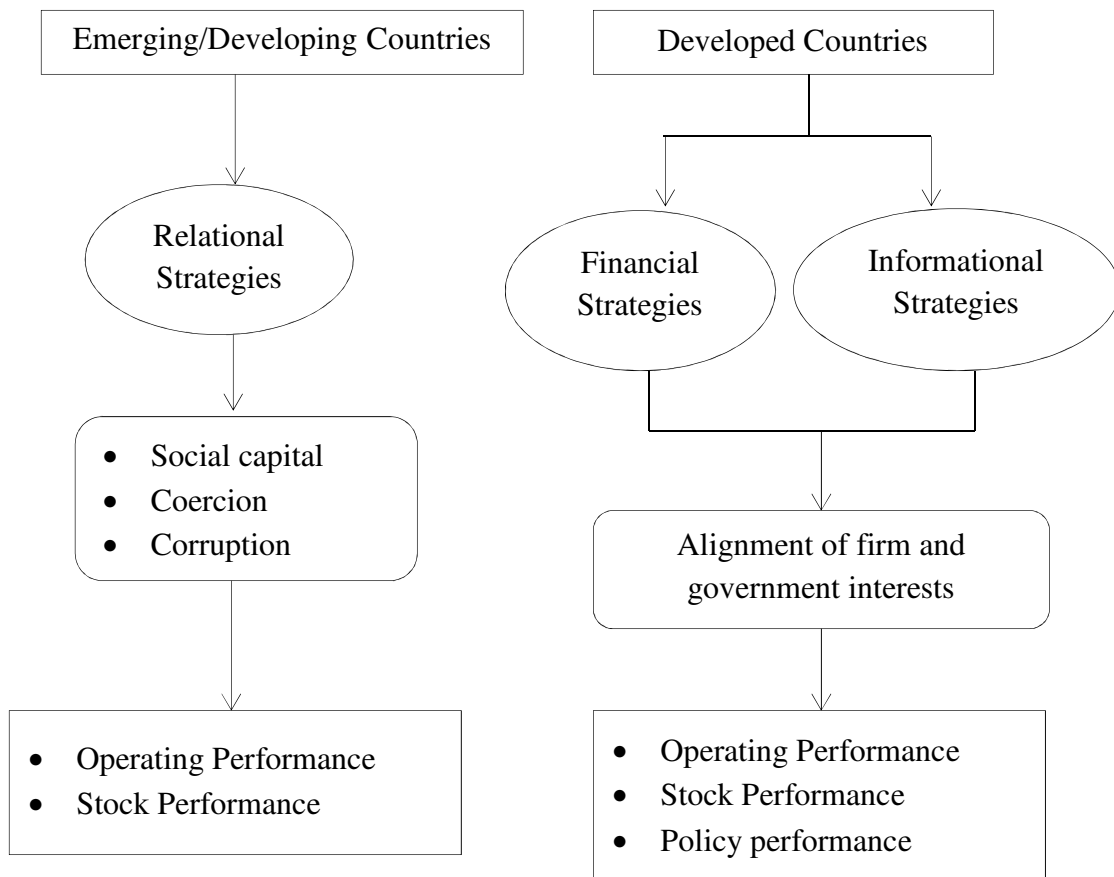 Emerging/Developing Countries
Relational
Strategies
• Social capital
• Coercion
• Corruption
• Operating Performance
• Stock Performance
Developed Countries
Financial
Strategies
Informational
Strategies
Alignment of firm and
government interests
• Operating Performance
• Stock Performance
• Policy performance